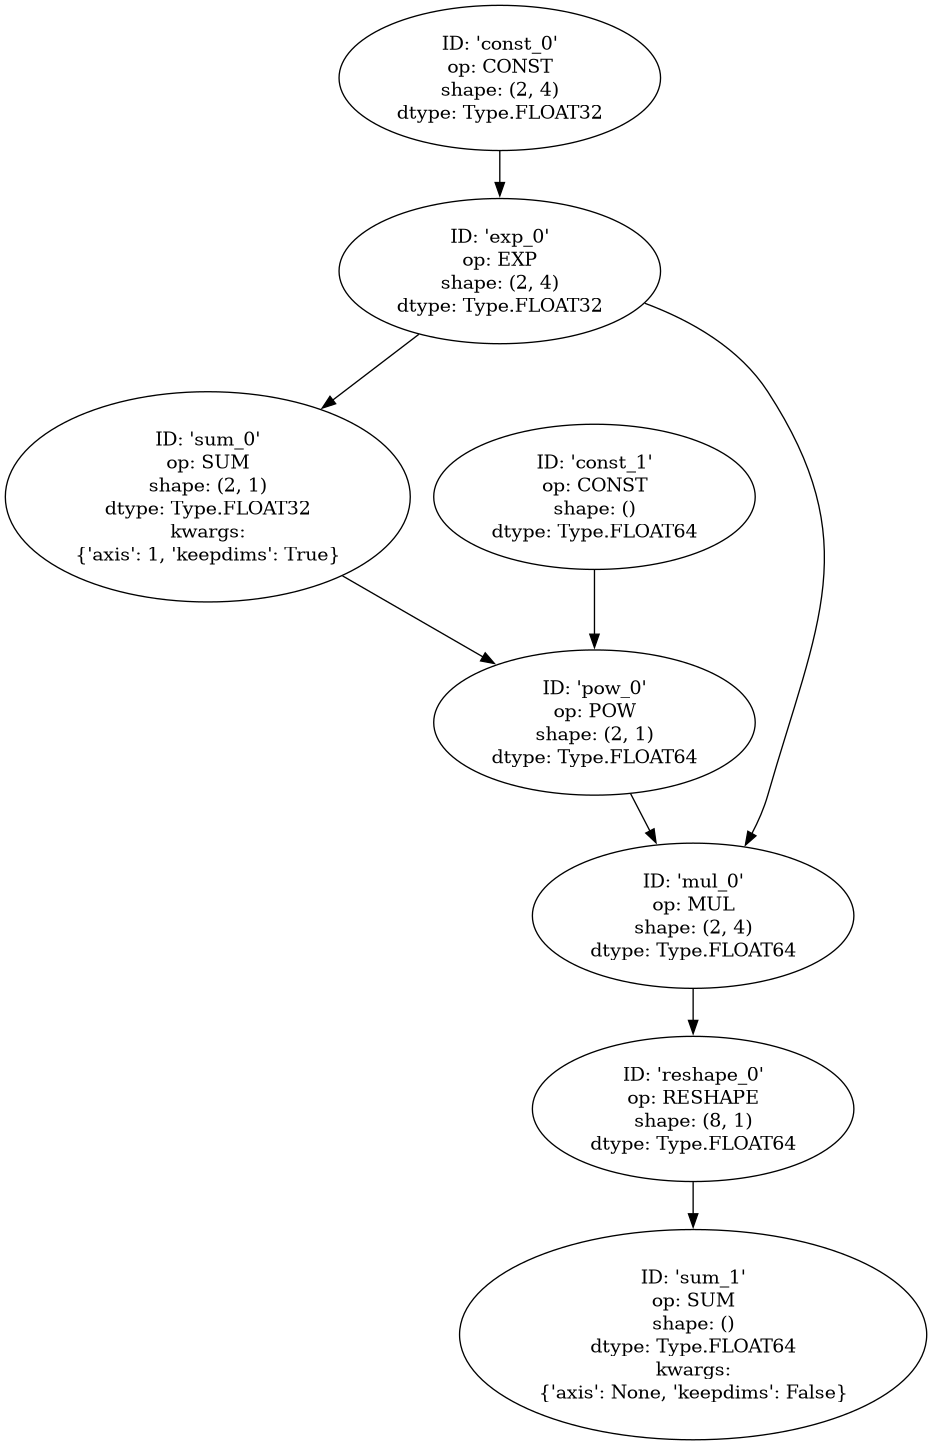 ID: 'const_0'
op: CONST
shape: (2, 4)
dtype: Type.FLOAT32
ID: 'exp_0'
op: EXP
shape: (2, 4)
dtype: Type.FLOAT32
ID: 'sum_0'
op: SUM
shape: (2, 1)
dtype: Type.FLOAT32
kwargs:
{'axis': 1, 'keepdims': True}
ID: 'const_1'
op: CONST
shape: ()
dtype: Type.FLOAT64
ID: 'pow_0'
op: POW
shape: (2, 1)
dtype: Type.FLOAT64
ID: 'mul_0'
op: MUL
shape: (2, 4)
dtype: Type.FLOAT64
ID: 'reshape_0'
op: RESHAPE
shape: (8, 1)
dtype: Type.FLOAT64
ID: 'sum_1'
op: SUM
shape: ()
dtype: Type.FLOAT64
kwargs:
{'axis': None, 'keepdims': False}